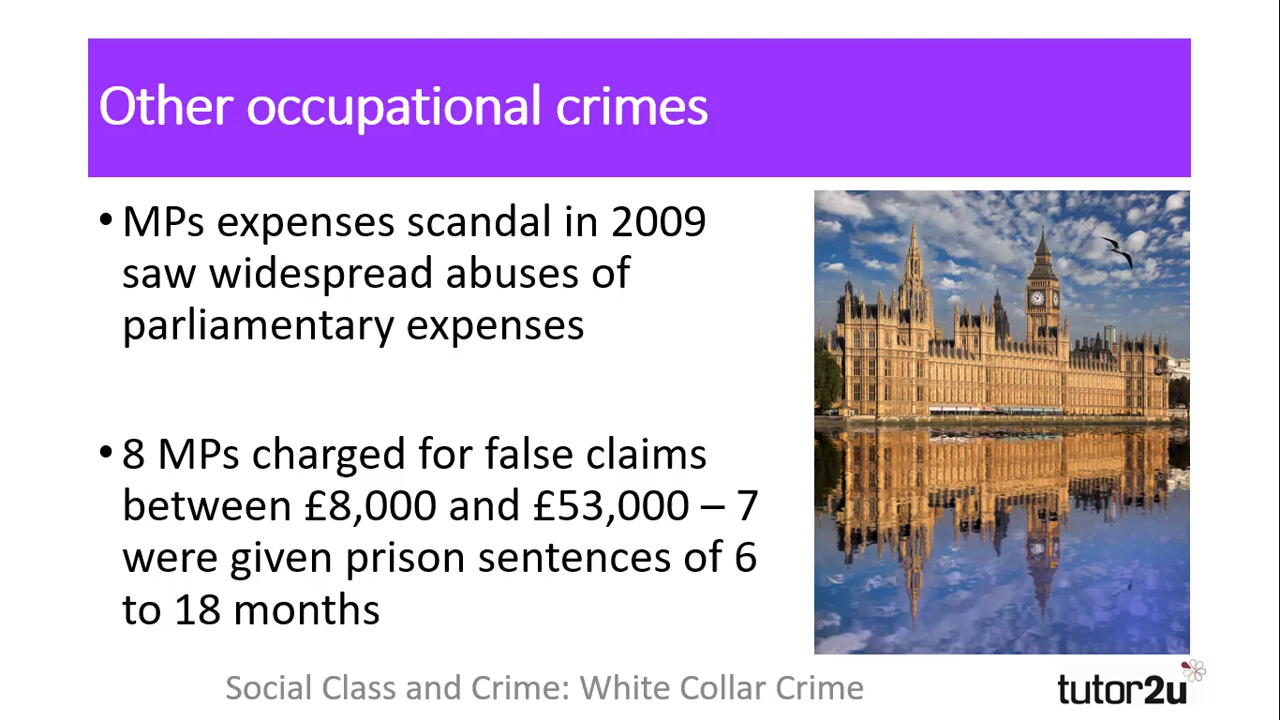 Other occupational crimes
• MPs expenses scandal in 2009
saw widespread abuses of
parliamentary expenses
• 8 MPs charged for false claims
between £8,000 and £53,000 – 7
were given prison sentences of 6
to 18 months
Social Class and Crime: White Collar Crime
tutor2u